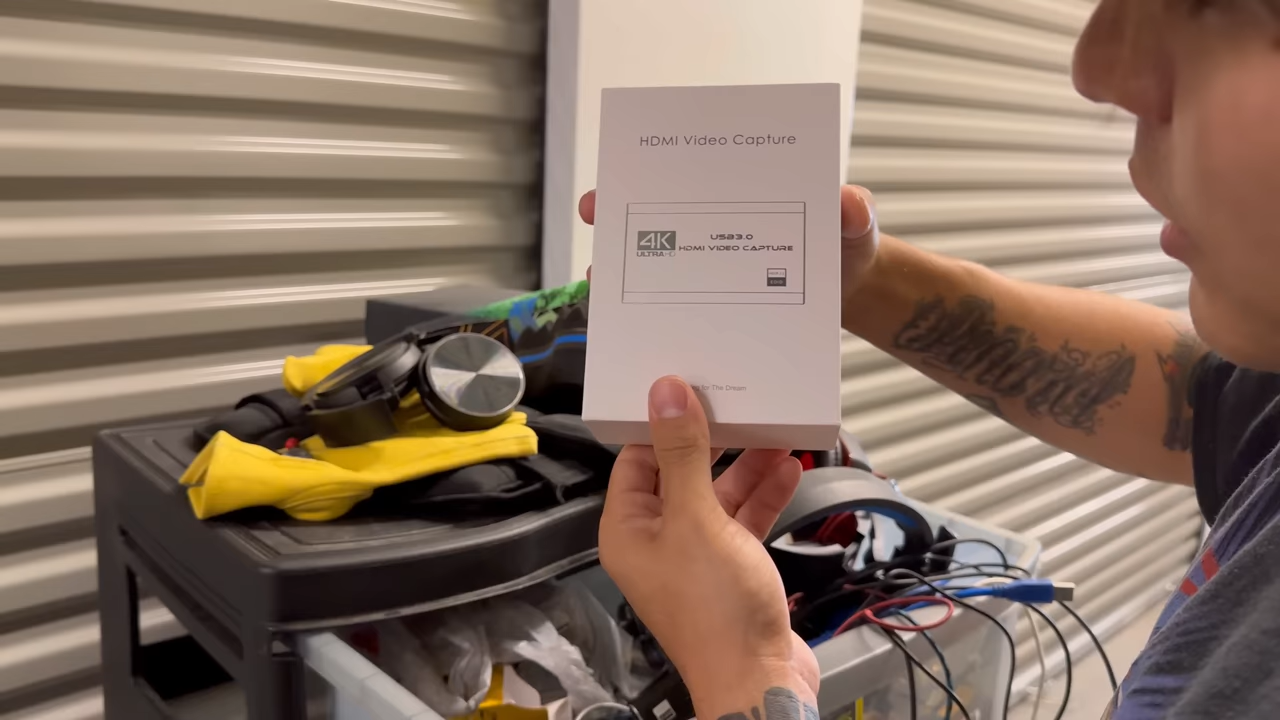 HDMI Video Capture
4K
ULTRA HD
USB3.0
HDMI VIDEO CAPTURE
for The Dream